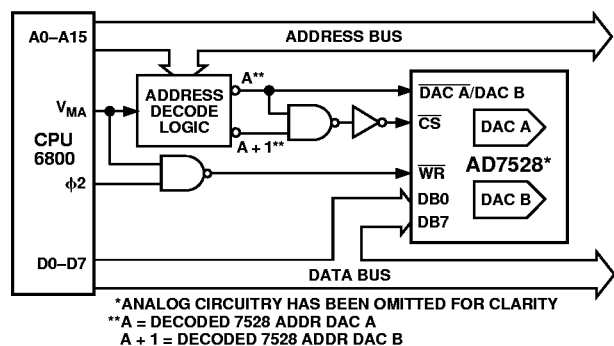 A0–A15
ADDRESS BUS
A**
ADDRESS
DECODE
LOGIC
VMA
CPU
6800
A + 1**
ϕ2
D0–D7
DAC A/DAC B
CS
DAC A
AD7528*
WR
DB0
DAC B
DB7
DATA BUS
*ANALOG CIRCUITRY HAS BEEN OMITTED FOR CLARITY
**A = DECODED 7528 ADDR DAC A
A + 1 = DECODED 7528 ADDR DAC B